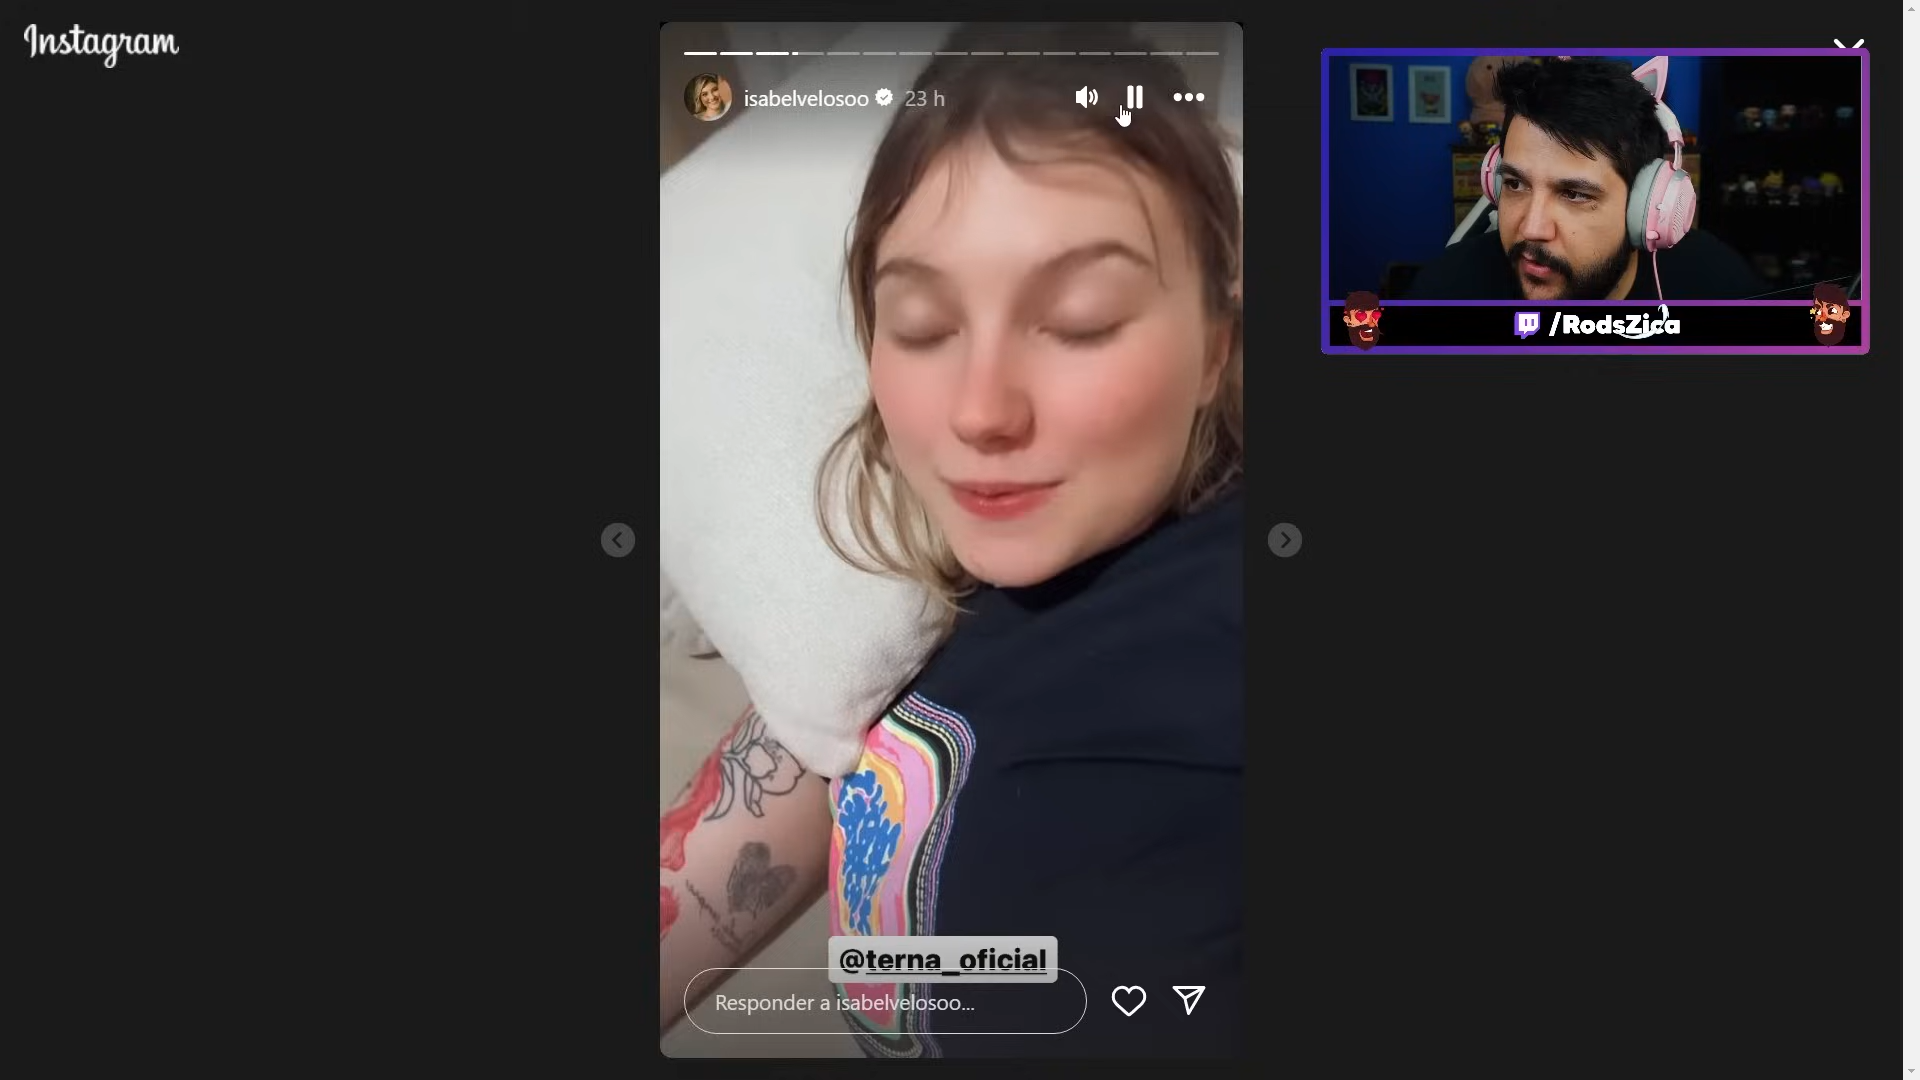 Instagram
isabelvelosoo 23 h
/RodsZica
@terna_oficial
Responder a isabelvelosoo...